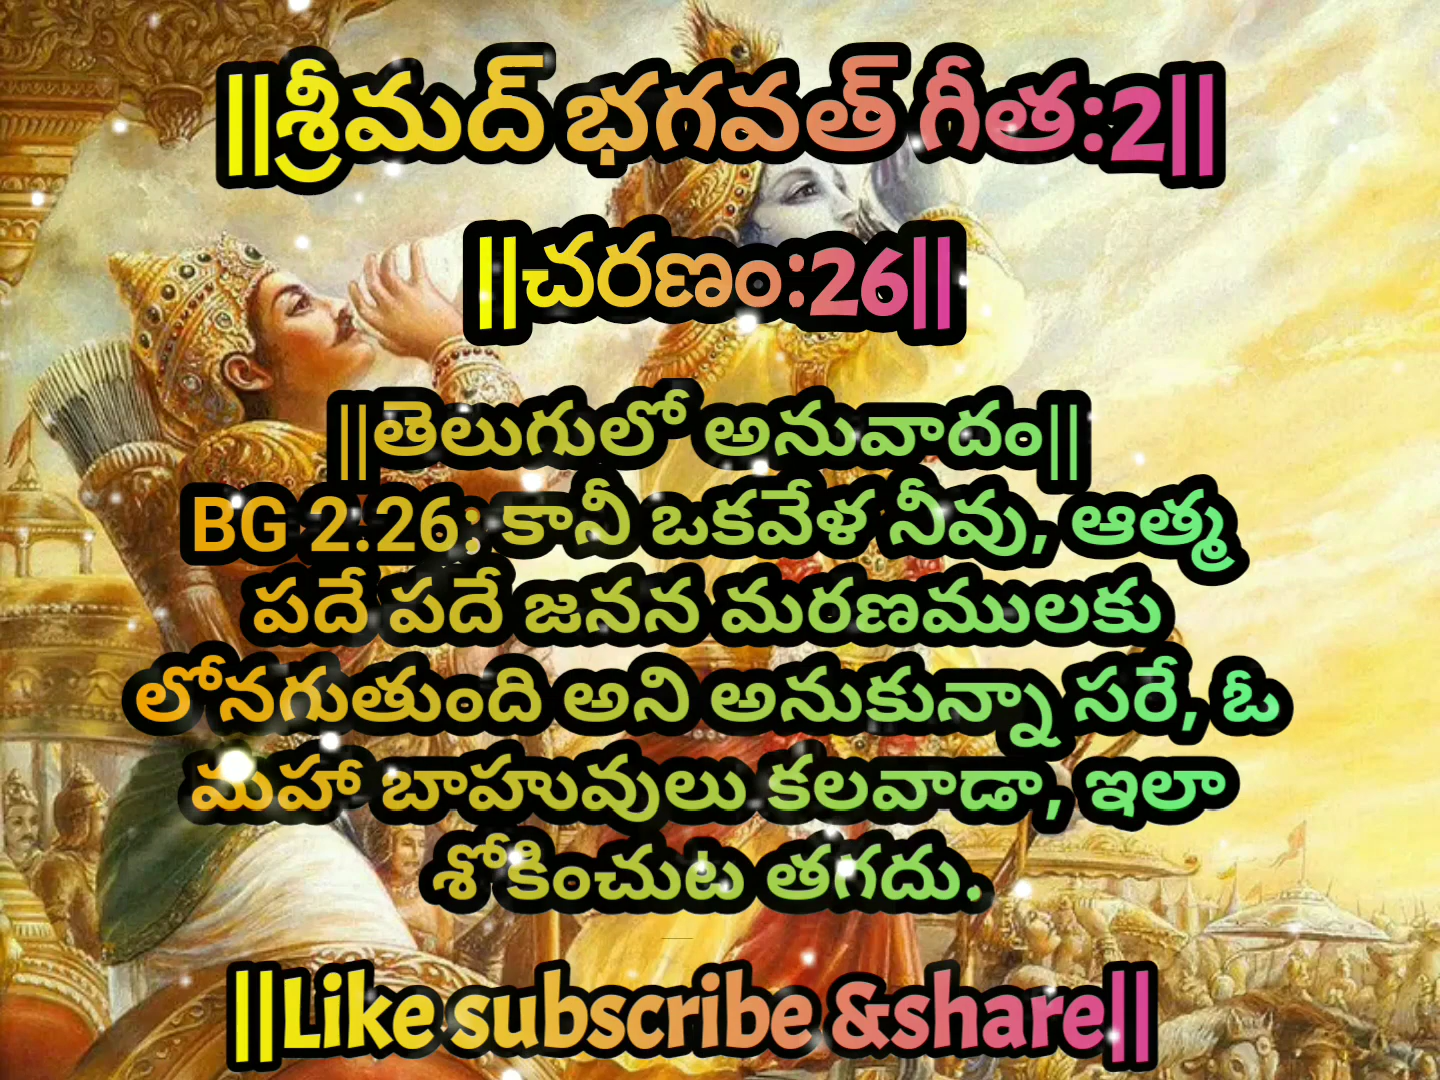 ||శ్రీమద్ భగవత్ గీత:2||
||చరణం:26||
||తెలుగులో అనువాదం||
BG 2.26: కానీ ఒకవేళ నీవు, ఆత్మ
పదే పదే జనన మరణములకు
లోనగుతుంది అని అనుకున్నా సరే, ఓ
మహా బాహువులు కలవాడా, ఇలా
శోకించుట తగదు.
||Like subscribe &share||